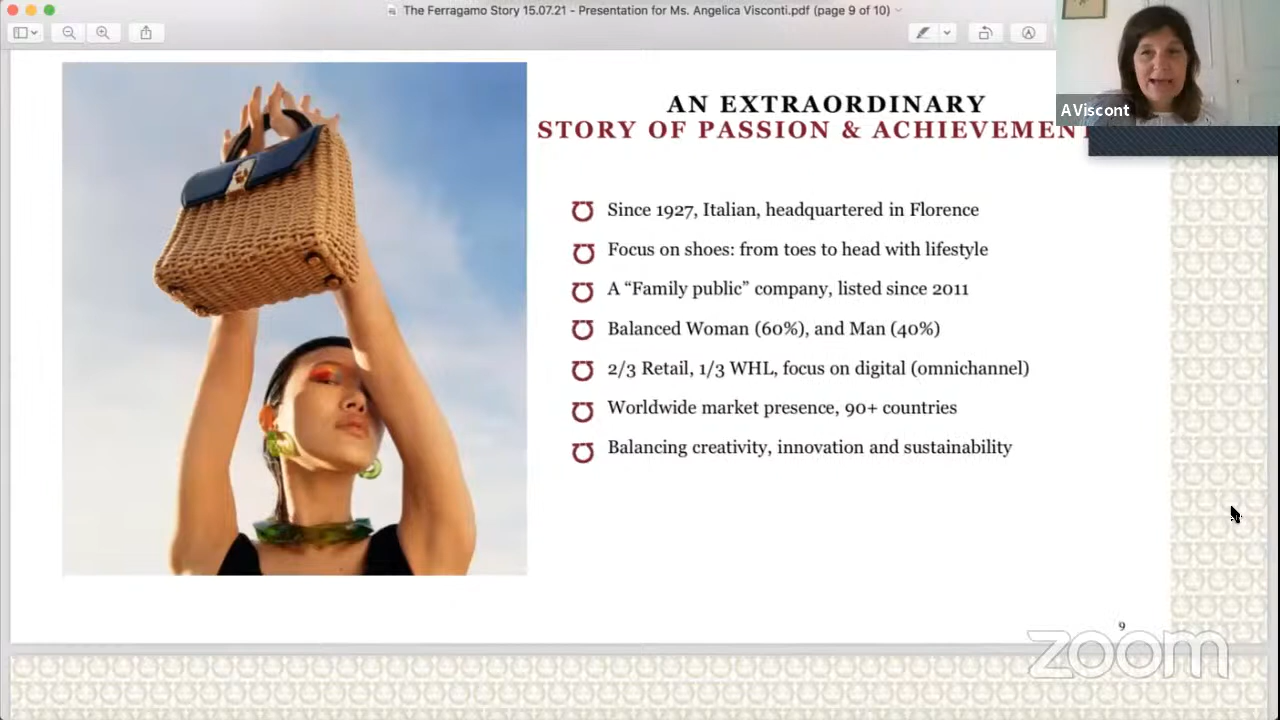 The Ferragamo Story 15.07.21 - Presentation for Ms. Angelica Visconti.pdf (page 9 of 10)
AViscont
AN EXTRAORDINARY
STORY OF PASSION & ACHIEVEMENT
Since 1927, Italian, headquartered in Florence
Focus on shoes: from toes to head with lifestyle
A “Family public” company, listed since 2011
Balanced Woman (60%), and Man (40%)
2/3 Retail, 1/3 WHL, focus on digital (omnichannel)
Worldwide market presence, 90+ countries
Balancing creativity, innovation and sustainability
9
zoom